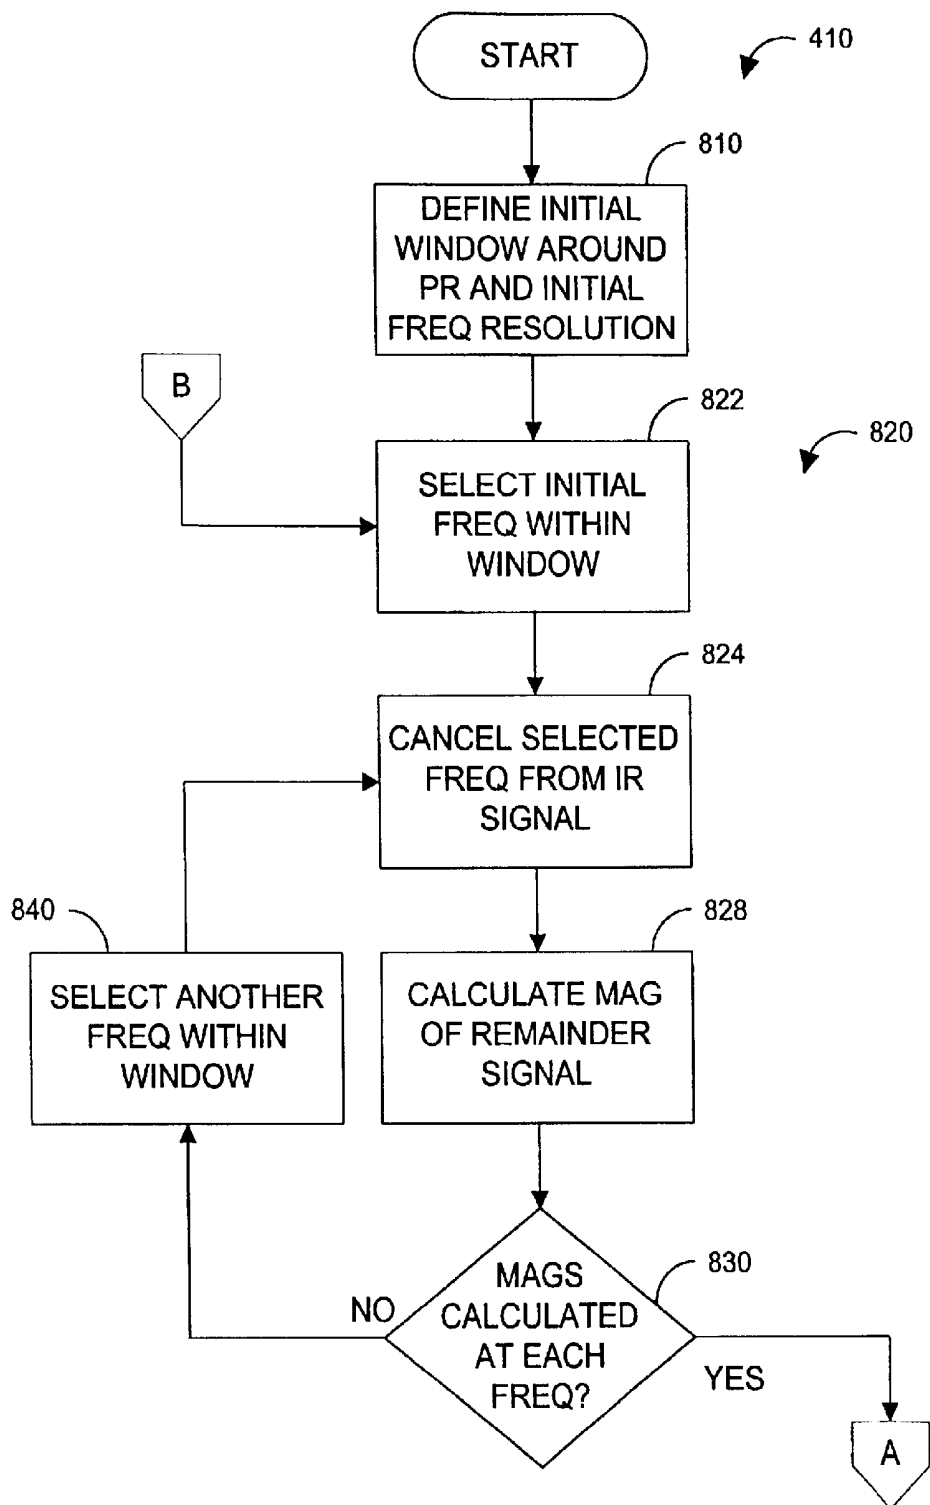 START
410
810
DEFINE INITIAL
WINDOW AROUND
PR AND INITIAL
FREQ RESOLUTION
B
822
820
SELECT INITIAL
FREQ WITHIN
WINDOW
824
CANCEL SELECTED
FREQ FROM IR
SIGNAL
840
828
SELECT ANOTHER
FREQ WITHIN
WINDOW
CALCULATE MAG
OF REMAINDER
SIGNAL
830
MAGS
CALCULATED
AT EACH
FREQ?
NO
YES
A